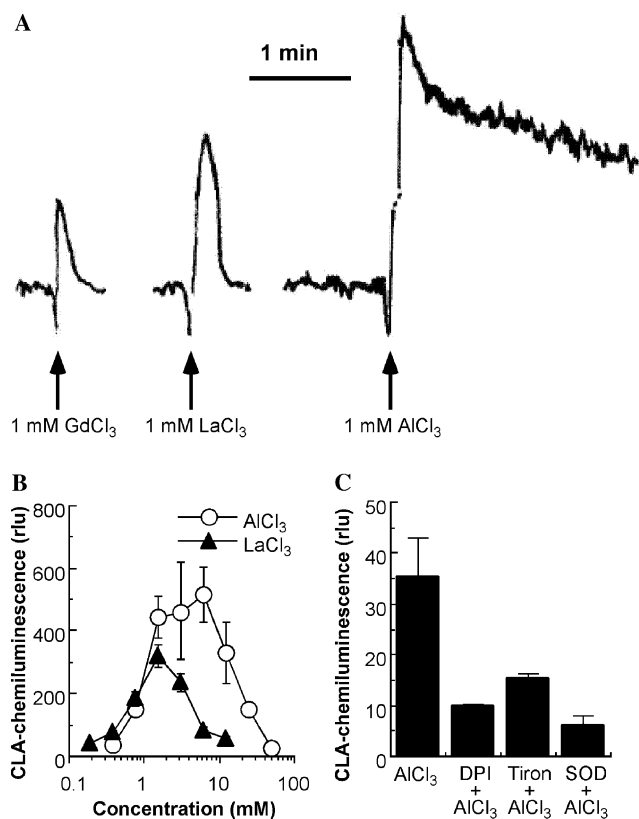 A
1 min
1 mM GdCl3 1 mM LaCl3 1 mM AlCl3
B
CLA-chemiluminescence (rlu)
800
600
400
200
0
0.1 1 10 100
Concentration (mM)
AlCl3
LaCl3
C
CLA-chemiluminescence (rlu)
50
40
30
20
10
0
AlCl3
DPI + AlCl3
Tiron + AlCl3
SOD + AlCl3